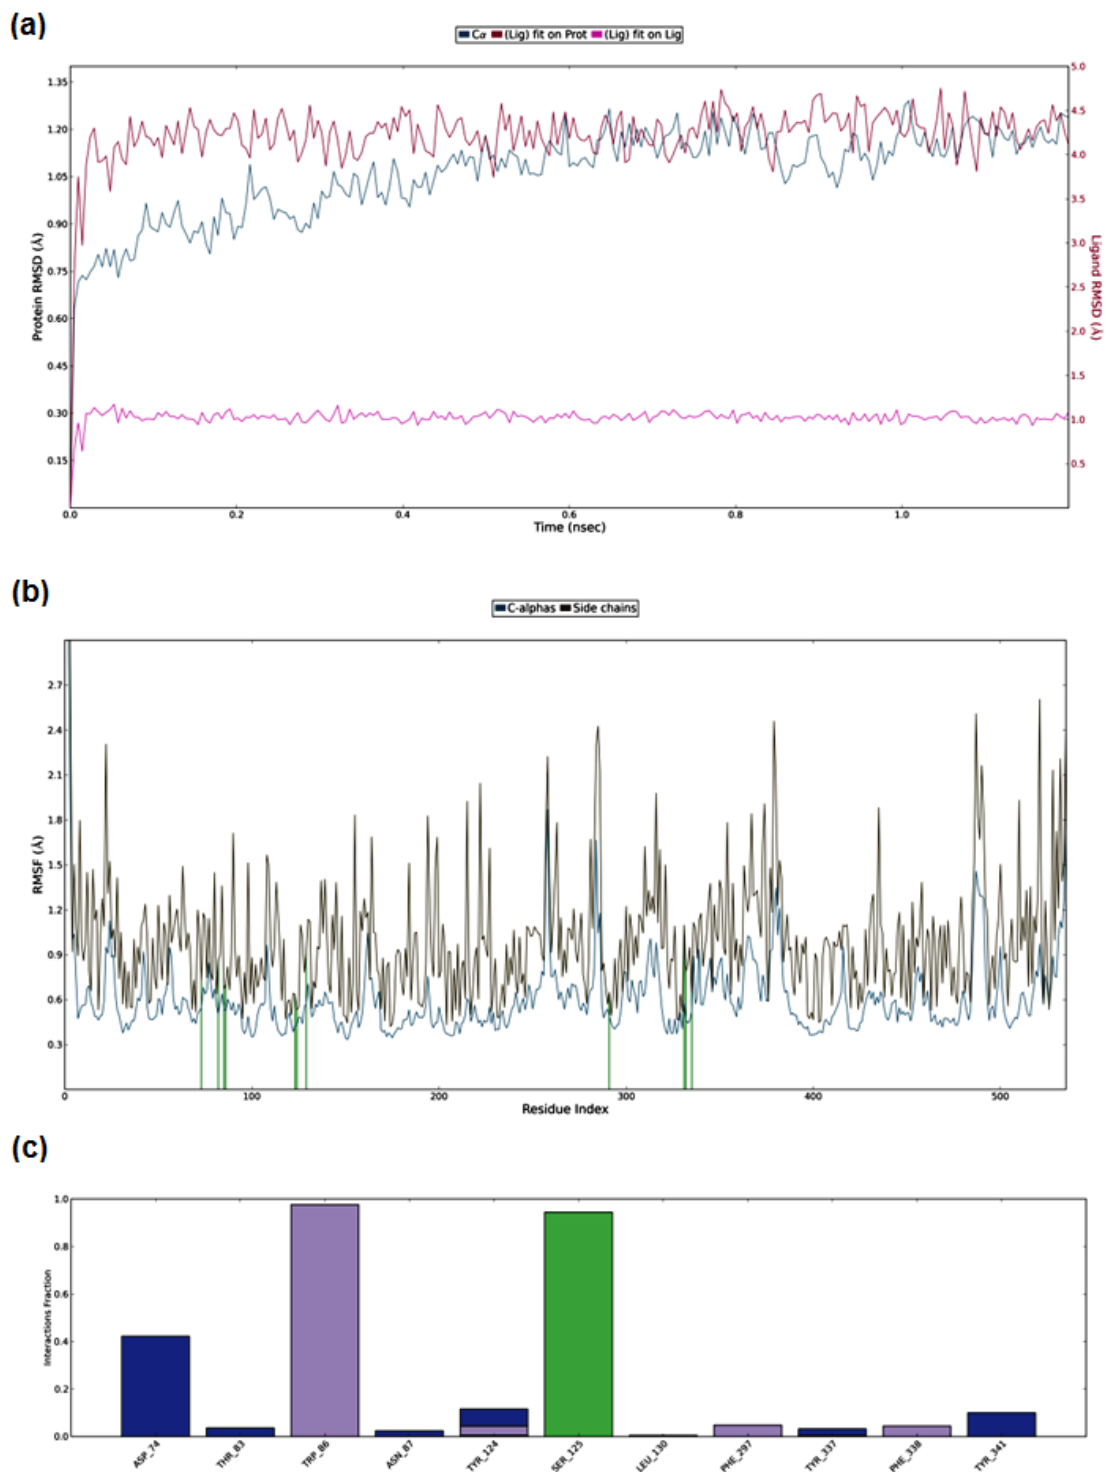 (a)
Cα (Lig) fit on Prot (Lig) fit on Lig
Protein RMSD (Å)
1.35
1.20
1.05
0.90
0.75
0.60
0.45
0.30
0.15
Ligand RMSD (Å)
5.0
4.5
4.0
3.5
3.0
2.5
2.0
1.5
1.0
0.5
0.0 0.2 0.4 0.6 0.8 1.0
Time (nsec)
(b)
C-alphas Side chains
RMSF (Å)
2.7
2.4
2.1
1.8
1.5
1.2
0.9
0.6
0.3
0 100 200 300 400 500
Residue Index
(c)
Interactions Fraction
1.0
0.8
0.6
0.4
0.2
0.0
ASP_74 THR_83 TRP_86 ASN_87 TYR_124 SER_125 LEU_130 PHE_297 TYR_337 PHE_338 TYR_341